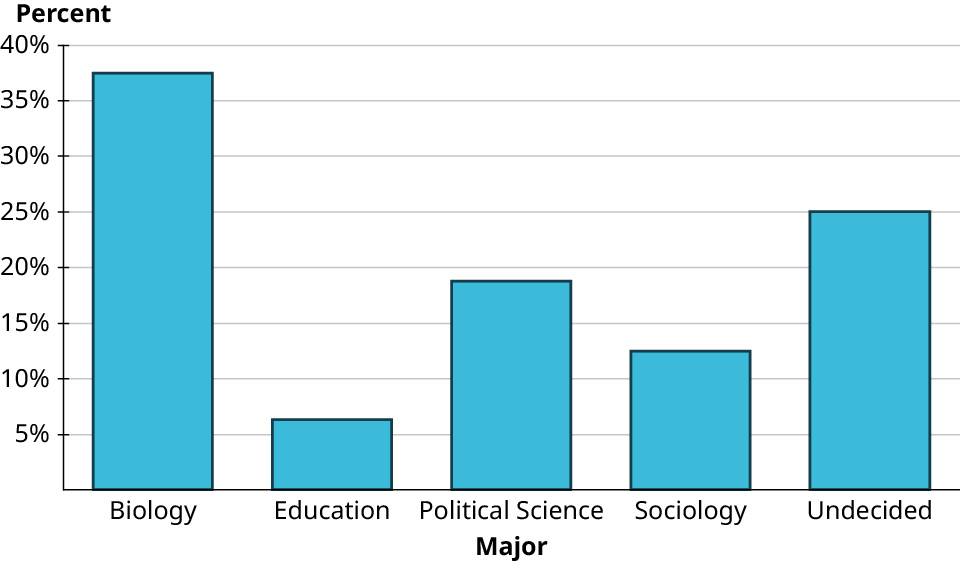 Percent
40%
35%
30%
25%
20%
15%
10%
5%
Biology Education Political Science Sociology Undecided
Major